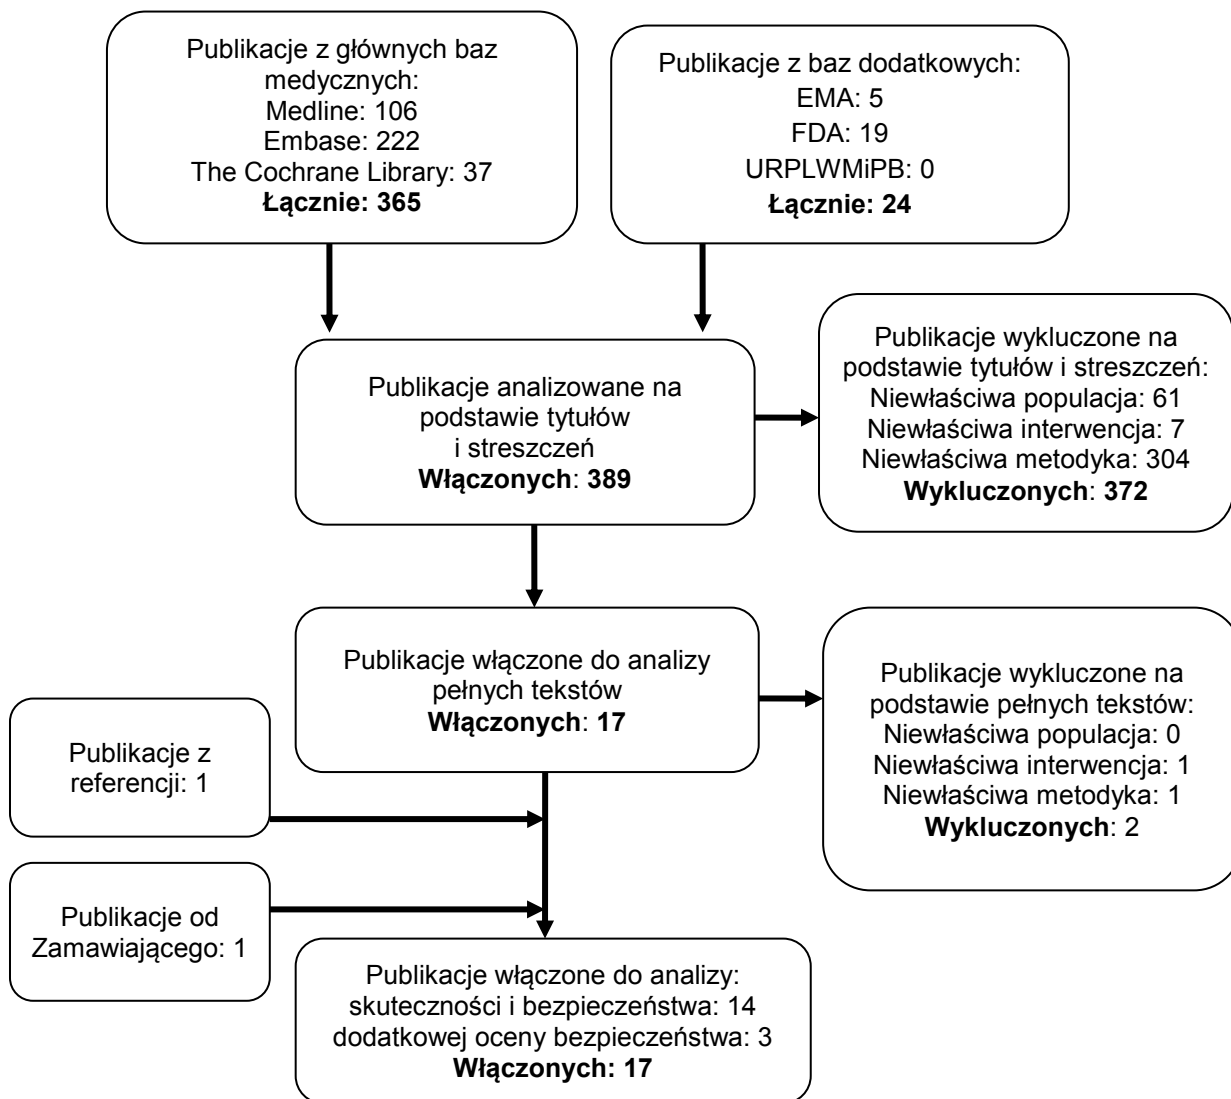 Publikacje z głównych baz
medycznych:
Medline: 106
Embase: 222
The Cochrane Library: 37
Łącznie: 365
Publikacje z baz dodatkowych:
EMA: 5
FDA: 19
URPLWMiPB: 0
Łącznie: 24
Publikacje analizowane na
podstawie tytułów
i streszczeń
Włączonych: 389
Publikacje wykluczone na
podstawie tytułów i streszczeń:
Niewłaściwa populacja: 61
Niewłaściwa interwencja: 7
Niewłaściwa metodyka: 304
Wykluczonych: 372
Publikacje włączone do analizy
pełnych tekstów
Włączonych: 17
Publikacje wykluczone na
podstawie pełnych tekstów:
Niewłaściwa populacja: 0
Niewłaściwa interwencja: 1
Niewłaściwa metodyka: 1
Wykluczonych: 2
Publikacje z
referencji: 1
Publikacje od
Zamawiającego: 1
Publikacje włączone do analizy:
skuteczności i bezpieczeństwa: 14
dodatkowej oceny bezpieczeństwa: 3
Włączonych: 17